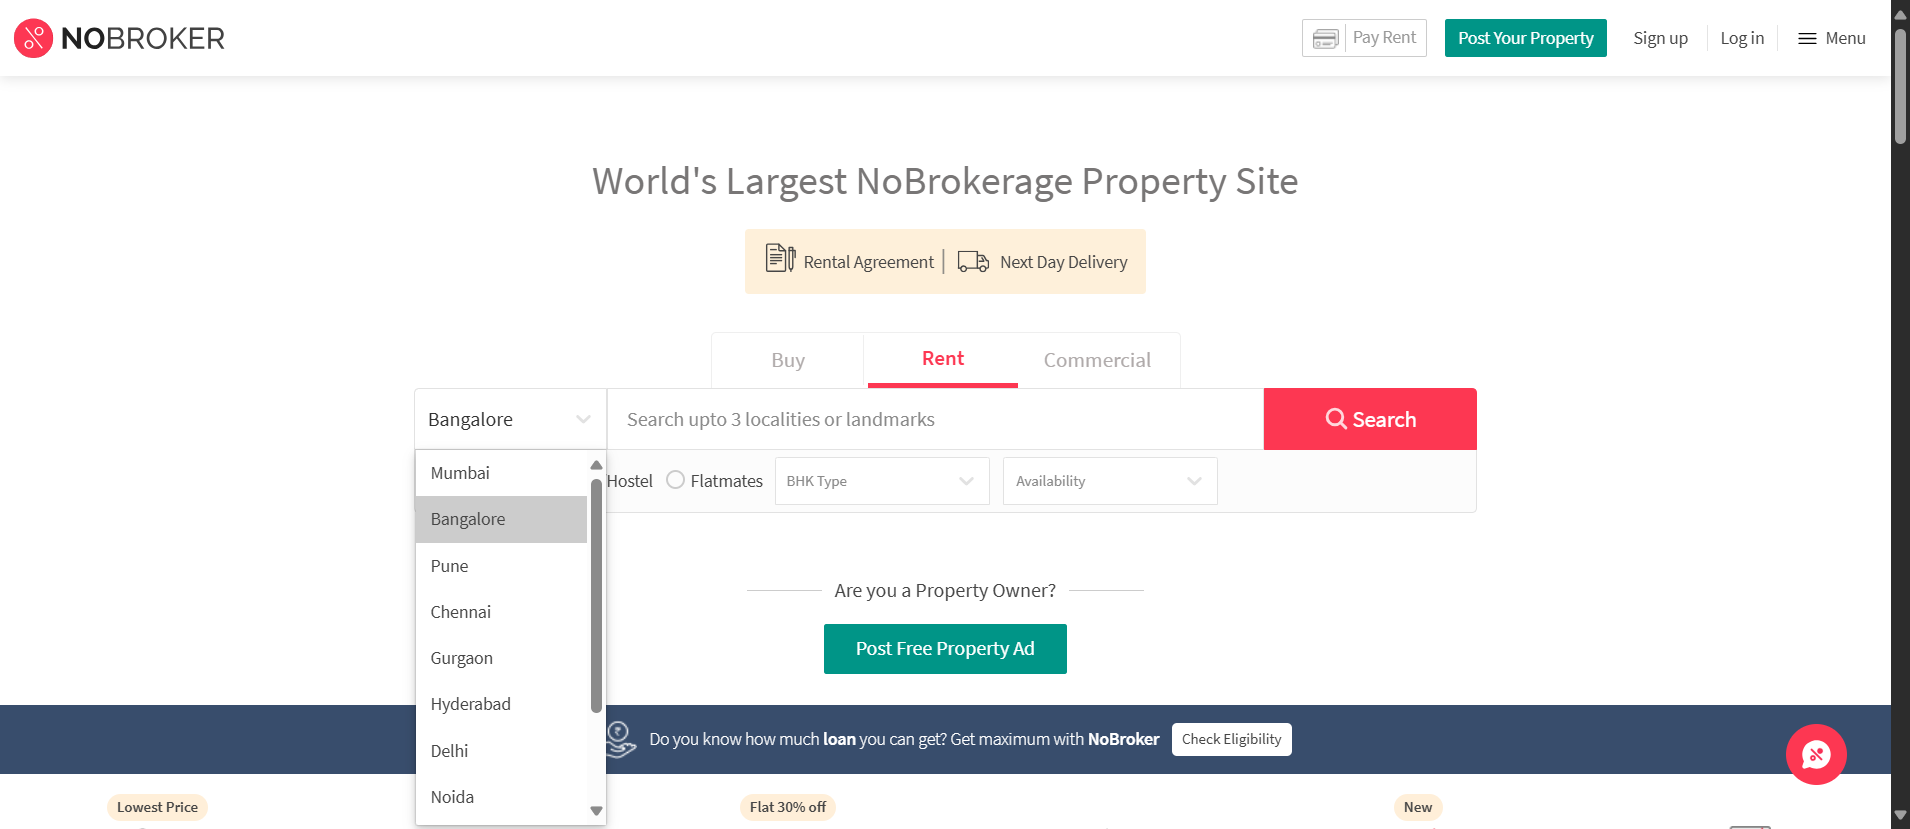 NOBROKER
Pay Rent
Post Your Property
Sign up
Log in
Menu
World's Largest NoBrokerage Property Site
Rental Agreement
Next Day Delivery
Buy
Rent
Commercial
Bangalore
Search upto 3 localities or landmarks
Search
Mumbai
Bangalore
Pune
Chennai
Gurgaon
Hyderabad
Delhi
Noida
Hostel
Flatmates
BHK Type
Availability
Are you a Property Owner?
Post Free Property Ad
Do you know how much loan you can get? Get maximum with NoBroker
Check Eligibility
Lowest Price
Flat 30% off
New